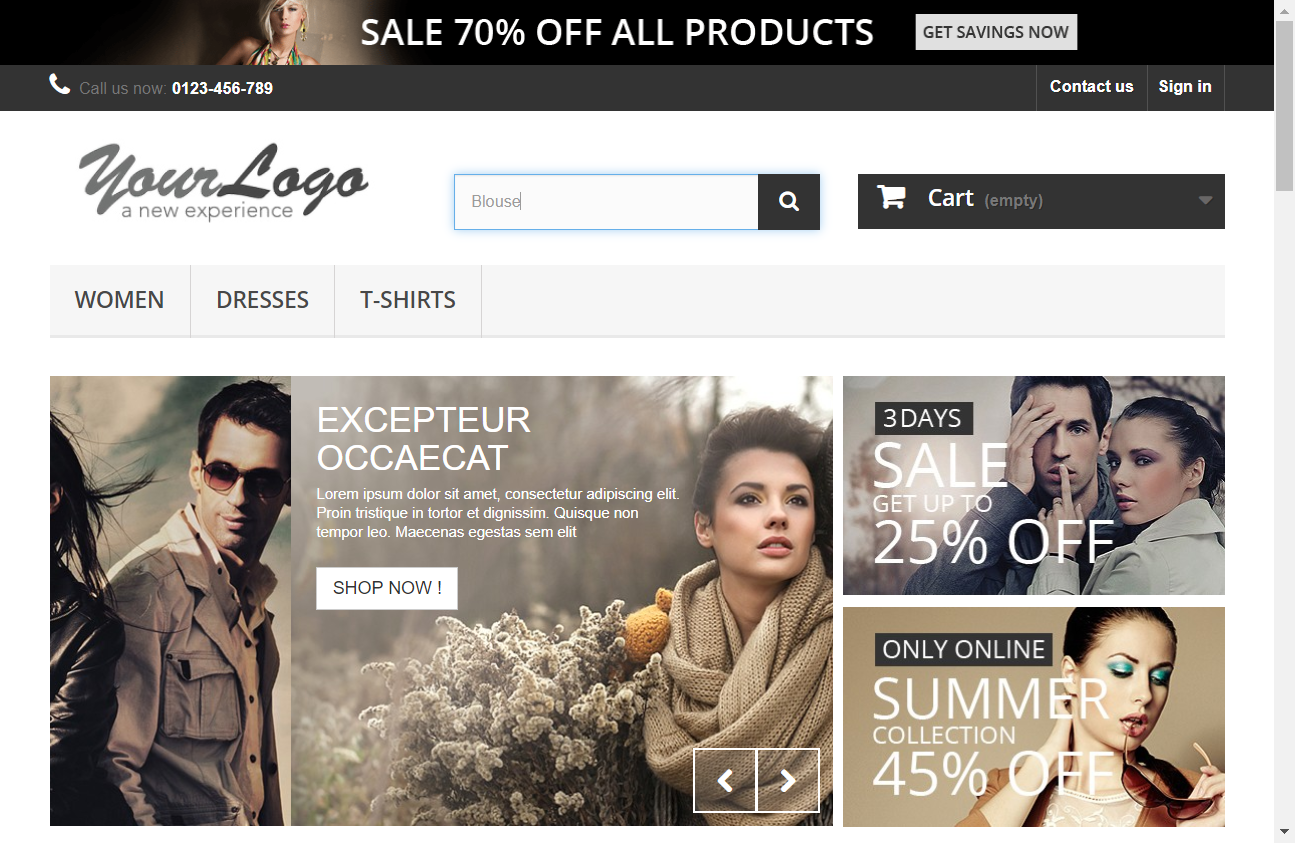 SALE 70% OFF ALL PRODUCTS
GET SAVINGS NOW
Call us now: 0123-456-789
Contact us
Sign in
YourLogo
a new experience
Blouse
Cart (empty)
WOMEN
DRESSES
T-SHIRTS
EXCEPTEUR
OCCAECAT
Lorem ipsum dolor sit amet, consectetur adipiscing elit.
Proin tristique in tortor et dignissim. Quisque non
tempor leo. Maecenas egestas sem elit
SHOP NOW !
3 DAYS
SALE
GET UP TO
25% OFF
ONLY ONLINE
SUMMER
COLLECTION
45% OFF